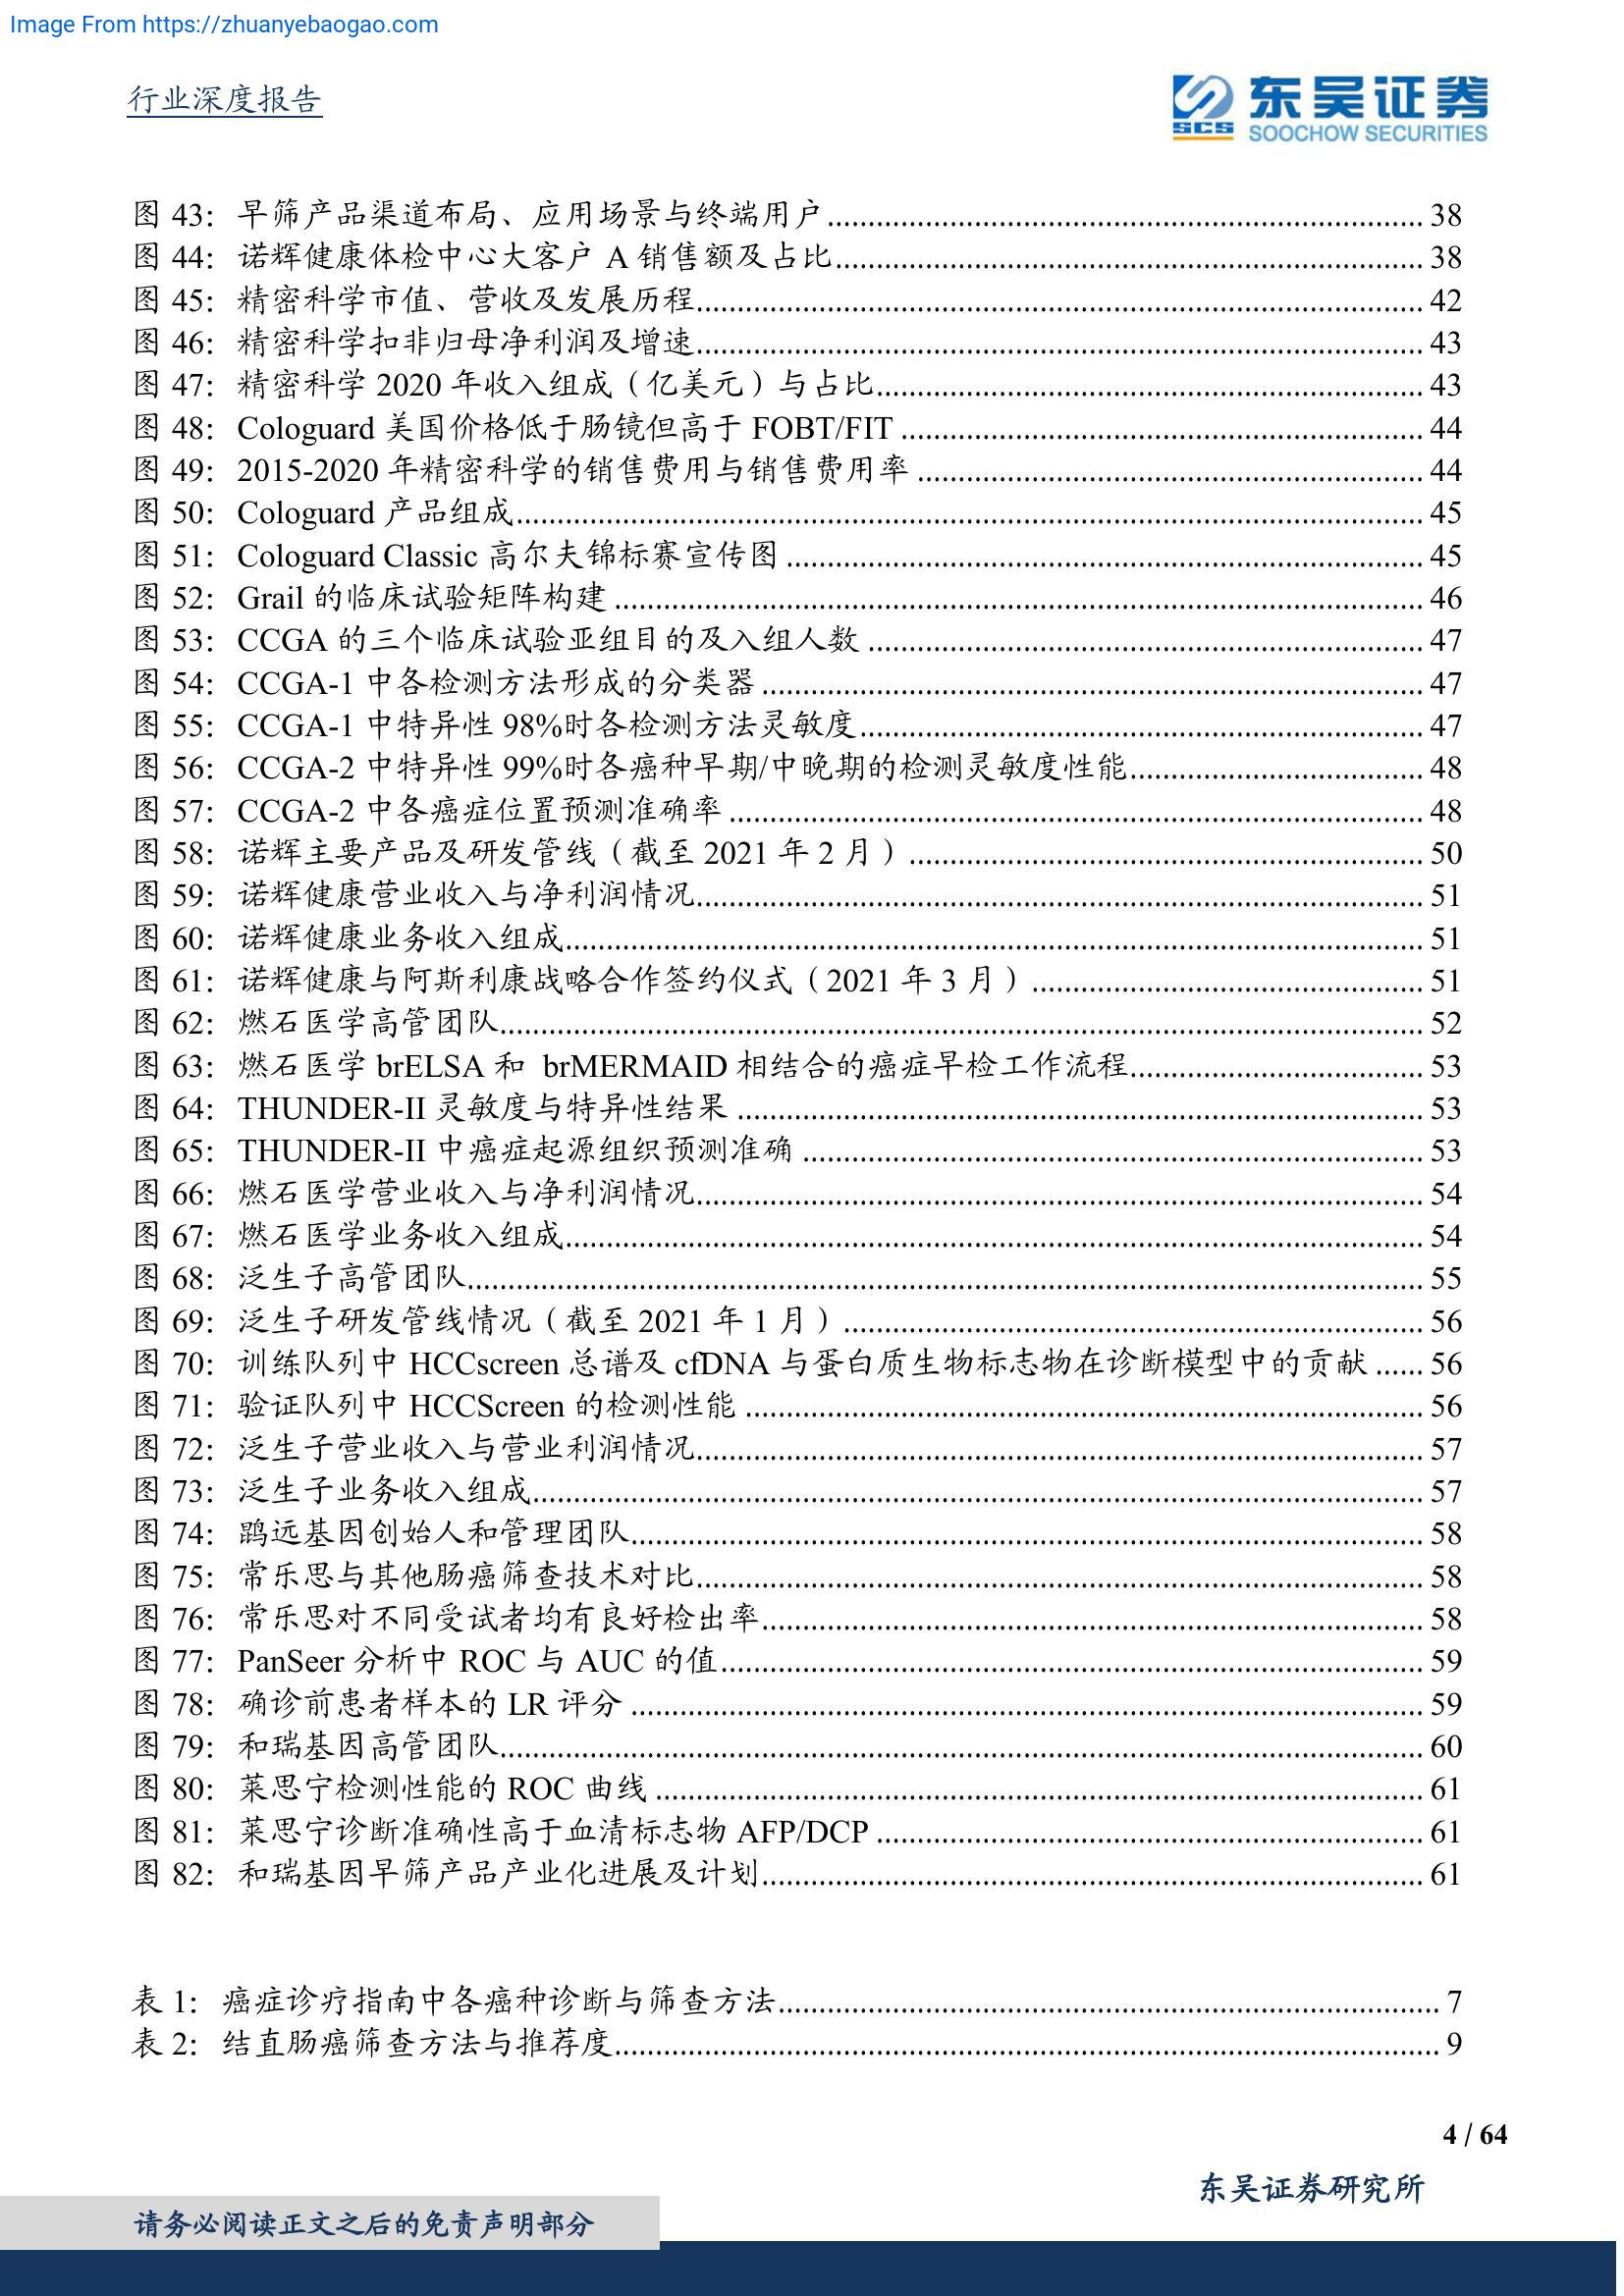 Image From https://zhuanyebaogao.com
行业深度报告
东吴证券
SCS SOOCHOW SECURITIES
图 43：早筛产品渠道布局、应用场景与终端用户 38
图 44：诺辉健康体检中心大客户 A 销售额及占比 38
图 45：精密科学市值、营收及发展历程 42
图 46：精密科学扣非归母净利润及增速 43
图 47：精密科学 2020 年收入组成（亿美元）与占比 43
图 48：Cologuard 美国价格低于肠镜但高于 FOBT/FIT 44
图 49：2015-2020 年精密科学的销售费用与销售费用率 44
图 50：Cologuard 产品组成 45
图 51：Cologuard Classic 高尔夫锦标赛宣传图 45
图 52：Grail 的临床试验矩阵构建 46
图 53：CCGA 的三个临床试验亚组目的及入组人数 47
图 54：CCGA-1 中各检测方法形成的分类器 47
图 55：CCGA-1 中特异性 98%时各检测方法灵敏度 47
图 56：CCGA-2 中特异性 99%时各癌种早期/中晚期的检测灵敏度性能 48
图 57：CCGA-2 中各癌症位置预测准确率 48
图 58：诺辉主要产品及研发管线（截至 2021 年 2 月） 50
图 59：诺辉健康营业收入与净利润情况 51
图 60：诺辉健康业务收入组成 51
图 61：诺辉健康与阿斯利康战略合作签约仪式（2021 年 3 月） 51
图 62：燃石医学高管团队 52
图 63：燃石医学 brELSA 和 brMERMAID 相结合的癌症早检工作流程 53
图 64：THUNDER-II 灵敏度与特异性结果 53
图 65：THUNDER-II 中癌症起源组织预测准确 53
图 66：燃石医学营业收入与净利润情况 54
图 67：燃石医学业务收入组成 54
图 68：泛生子高管团队 55
图 69：泛生子研发管线情况（截至 2021 年 1 月） 56
图 70：训练队列中 HCCscreen 总谱及 cfDNA 与蛋白质生物标志物在诊断模型中的贡献 56
图 71：验证队列中 HCCScreen 的检测性能 56
图 72：泛生子营业收入与营业利润情况 57
图 73：泛生子业务收入组成 57
图 74：鹍远基因创始人和管理团队 58
图 75：常乐思与其他肠癌筛查技术对比 58
图 76：常乐思对不同受试者均有良好检出率 58
图 77：PanSeer 分析中 ROC 与 AUC 的值 59
图 78：确诊前患者样本的 LR 评分 59
图 79：和瑞基因高管团队 60
图 80：莱思宁检测性能的 ROC 曲线 61
图 81：莱思宁诊断准确性高于血清标志物 AFP/DCP 61
图 82：和瑞基因早筛产品产业化进展及计划 61
表 1：癌症诊疗指南中各癌种诊断与筛查方法 7
表 2：结直肠癌筛查方法与推荐度 9
4 / 64
东吴证券研究所
请务必阅读正文之后的免责声明部分